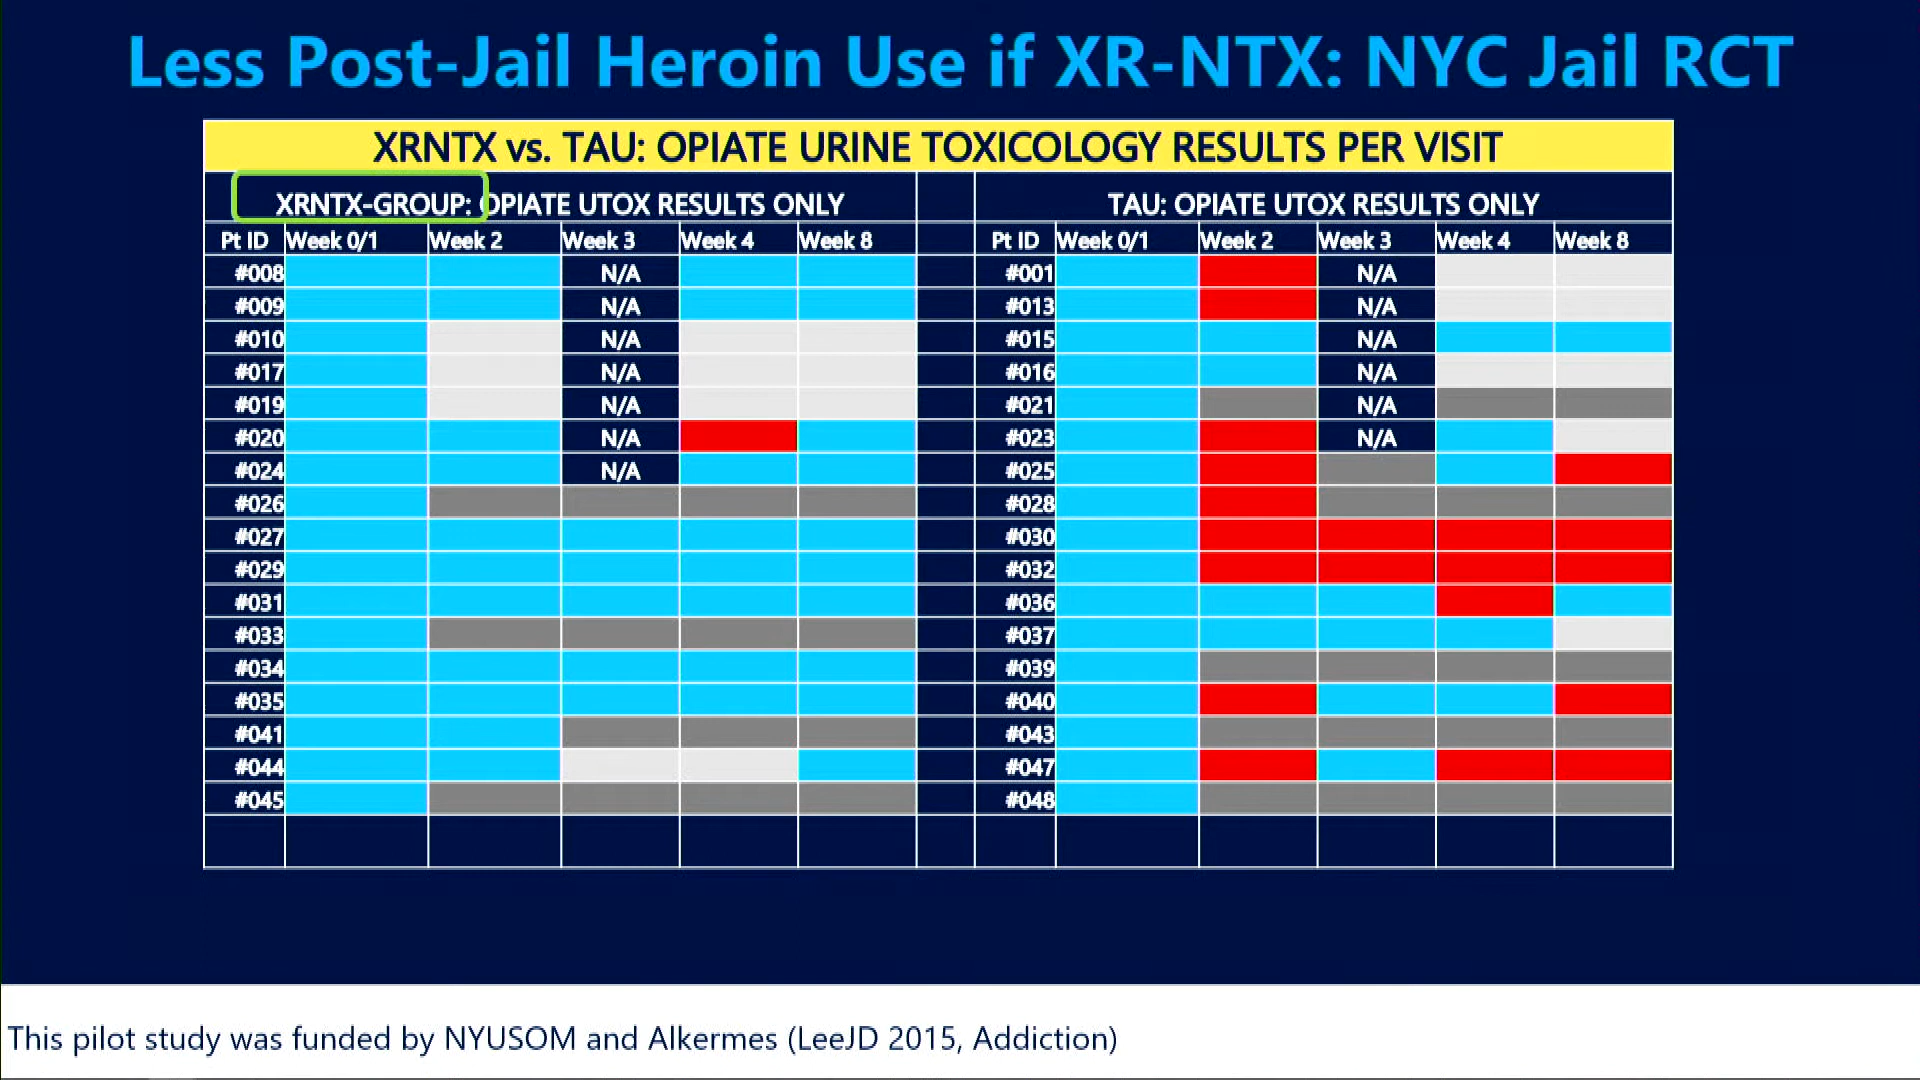 Less Post-Jail Heroin Use if XR-NTX: NYC Jail RCT
XRNTX vs. TAU: OPIATE URINE TOXICOLOGY RESULTS PER VISIT
XRNTX-GROUP: OPIATE UTOX RESULTS ONLY TAU: OPIATE UTOX RESULTS ONLY
Pt ID Week 0/1 Week 2 Week 3 Week 4 Week 8 Pt ID Week 0/1 Week 2 Week 3 Week 4 Week 8
#008 N/A #001 N/A
#009 N/A #013 N/A
#010 N/A #015 N/A
#017 N/A #016 N/A
#019 N/A #021 N/A
#020 N/A #023 N/A
#024 N/A #025
#026 #028
#027 #030
#029 #032
#031 #036
#033 #037
#034 #039
#035 #040
#041 #043
#044 #047
#045 #048
This pilot study was funded by NYUSOM and Alkermes (LeeJD 2015, Addiction)